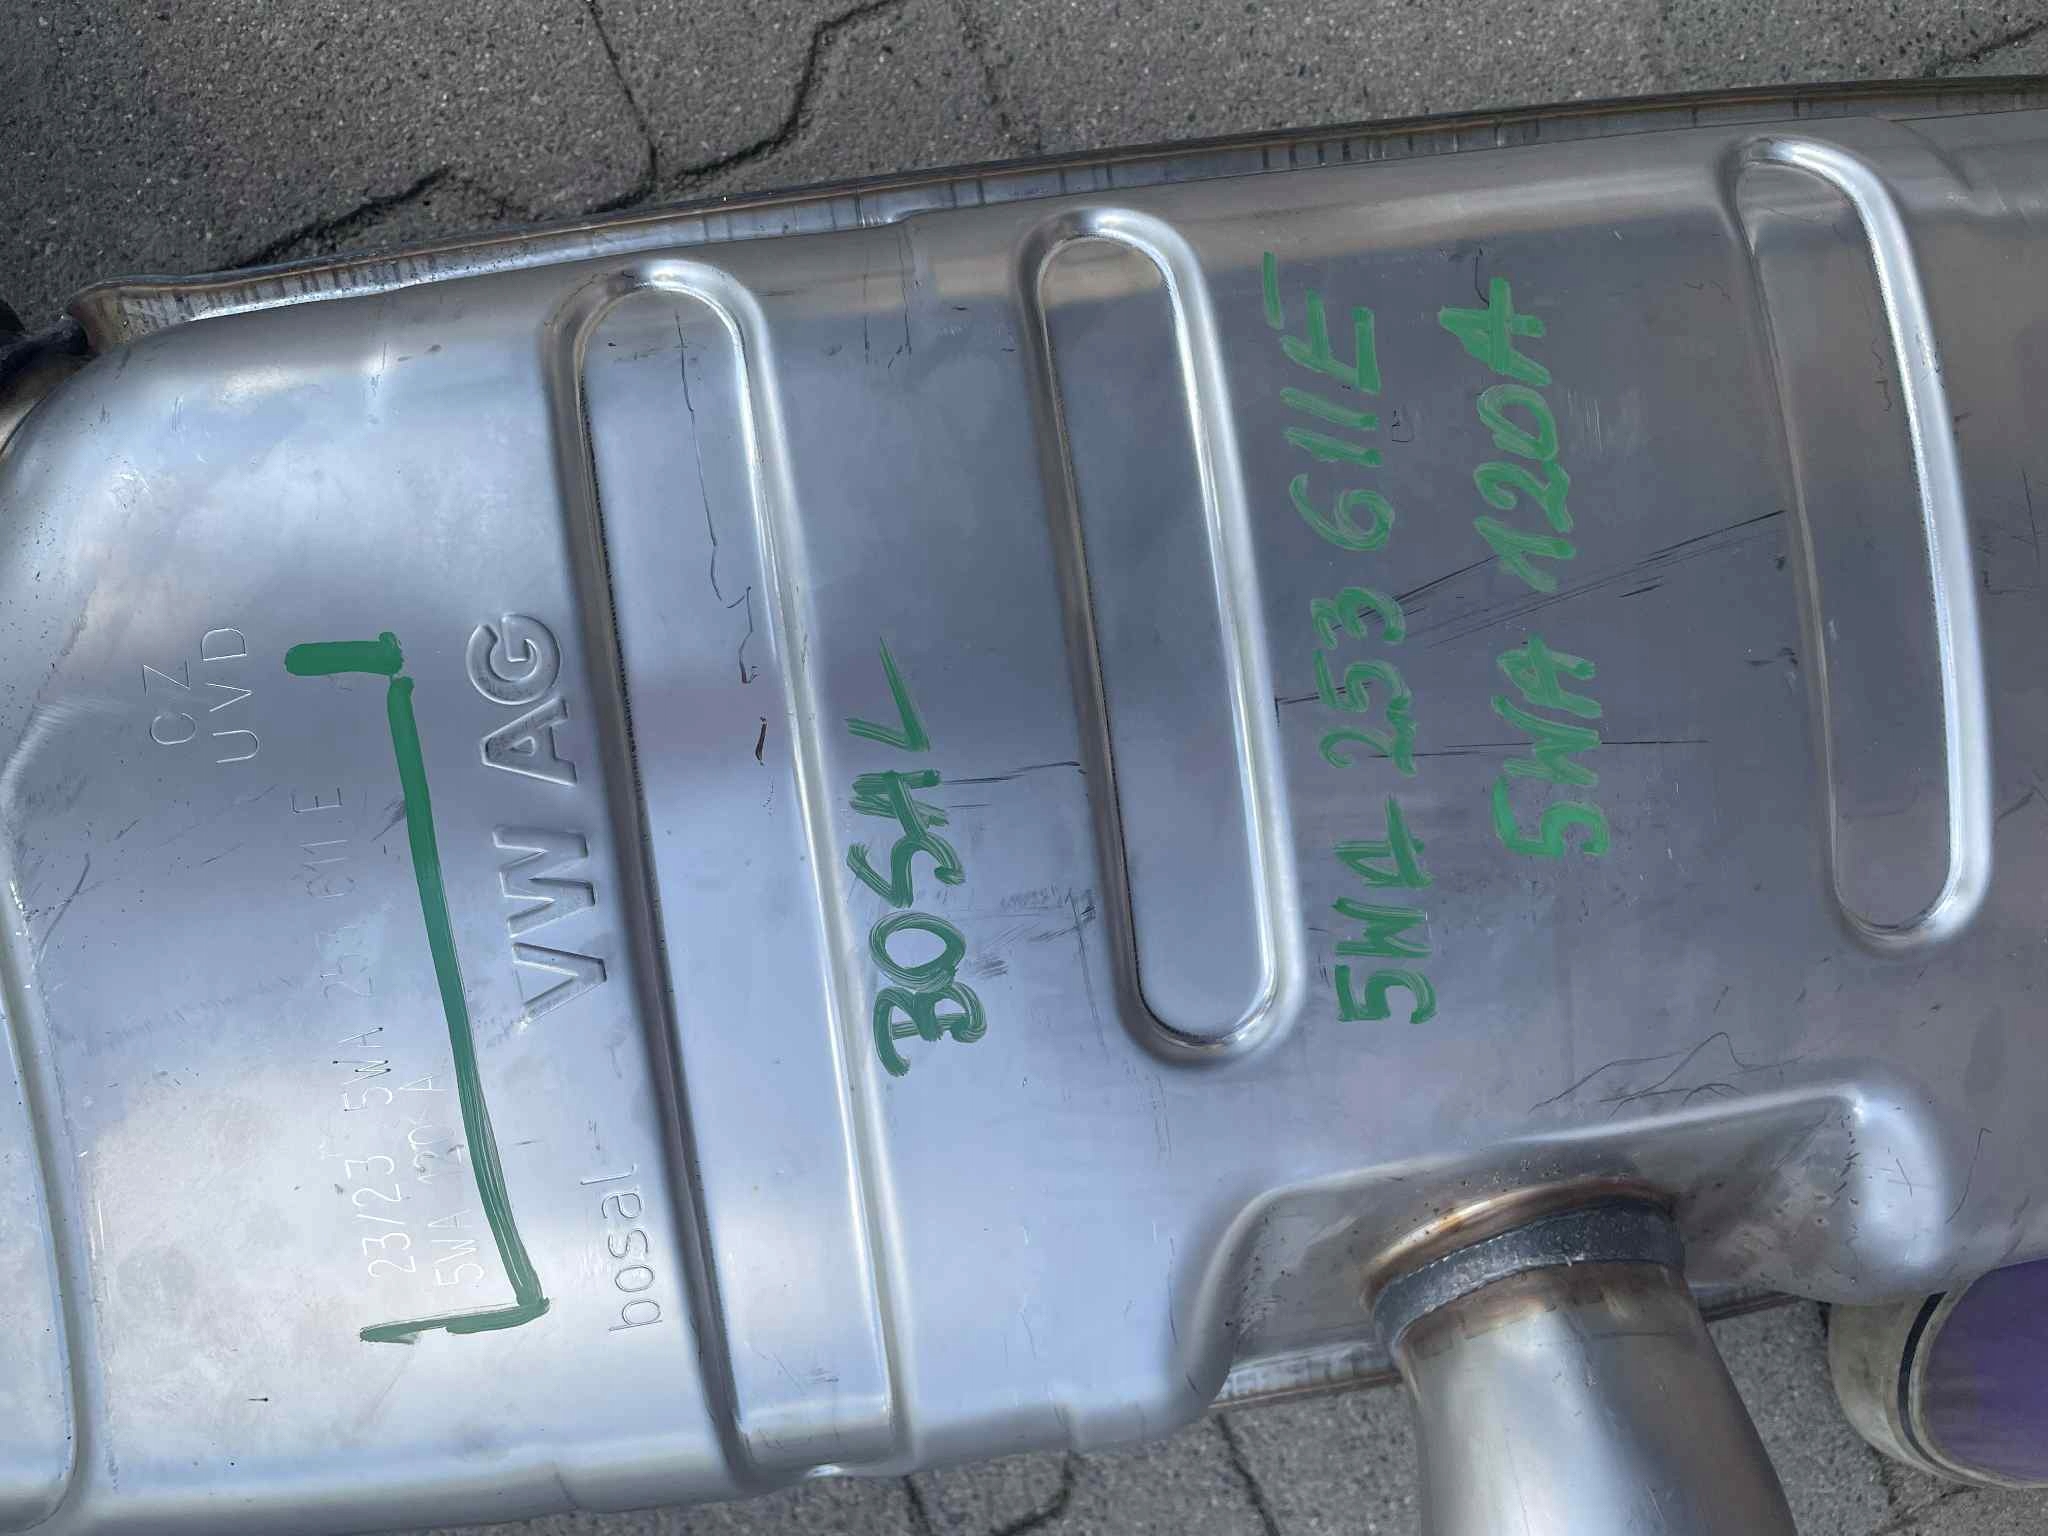 CZ
UVD
23/23 5WA 253 611 E
5WA 120 A
VW AG
bosal
BOSAL
5WA 253 611E
5WA 120A